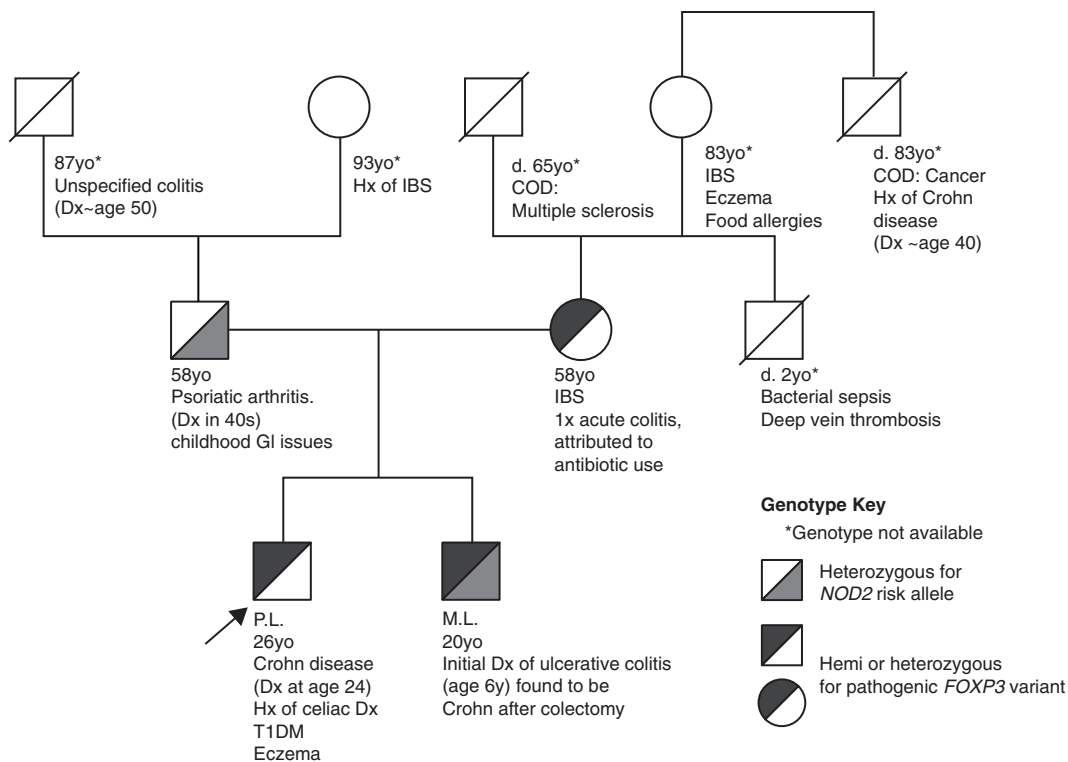 87yo*
Unspecified colitis
(Dx~age 50)
93yo*
Hx of IBS
d. 65yo*
COD:
Multiple sclerosis
83yo*
IBS
Eczema
Food allergies
d. 83yo*
COD: Cancer
Hx of Crohn
disease
(Dx ~age 40)
58yo
Psoriatic arthritis.
(Dx in 40s)
childhood GI issues
58yo
IBS
1x acute colitis,
attributed to
antibiotic use
d. 2yo*
Bacterial sepsis
Deep vein thrombosis
P.L.
26yo
Crohn disease
(Dx at age 24)
Hx of celiac Dx
T1DM
Eczema
M.L.
20yo
Initial Dx of ulcerative colitis
(age 6y) found to be
Crohn after colectomy
Genotype Key
*Genotype not available
Heterozygous for
NOD2 risk allele
Hemi or heterozygous
for pathogenic FOXP3 variant